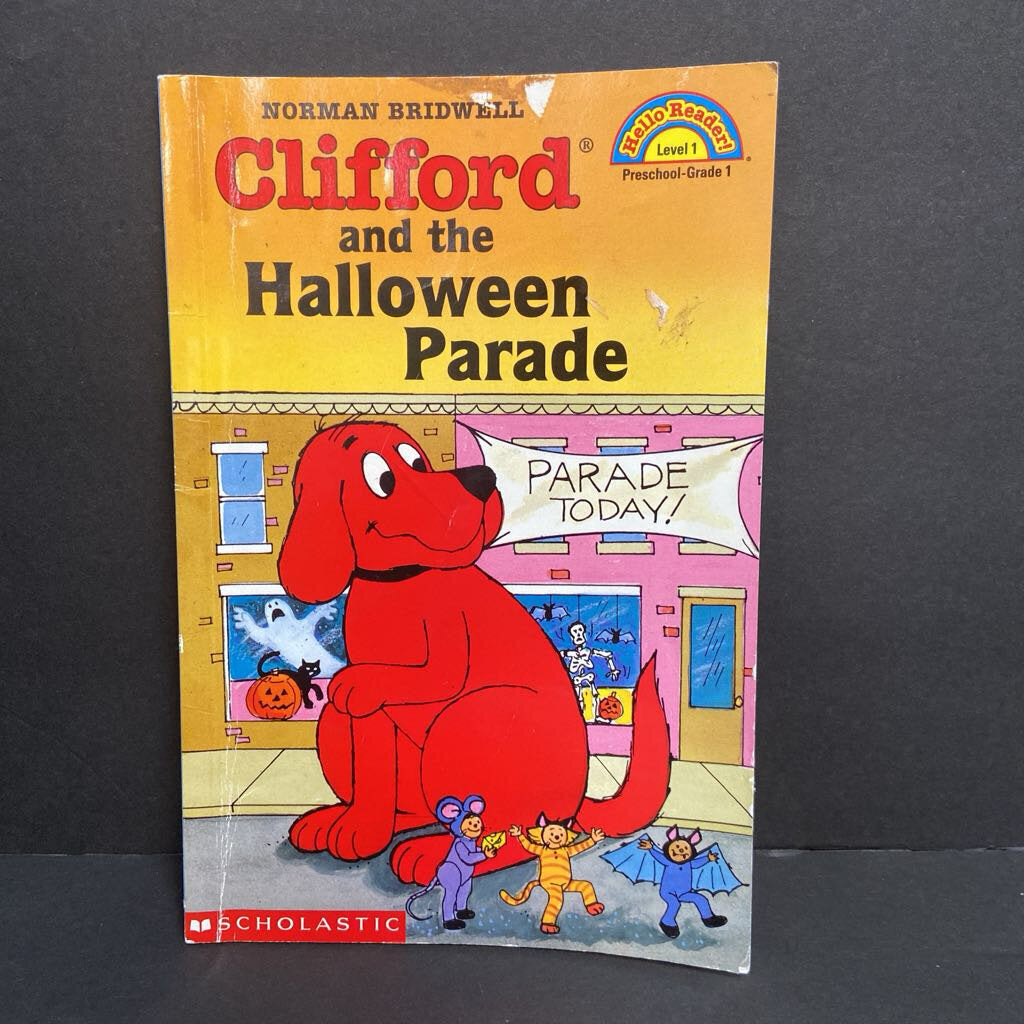 NORMAN BRIDWELL
Clifford®
and the
Halloween
Parade
Hello Reader!®
Level 1
Preschool-Grade 1
PARADE
TODAY!
SCHOLASTIC